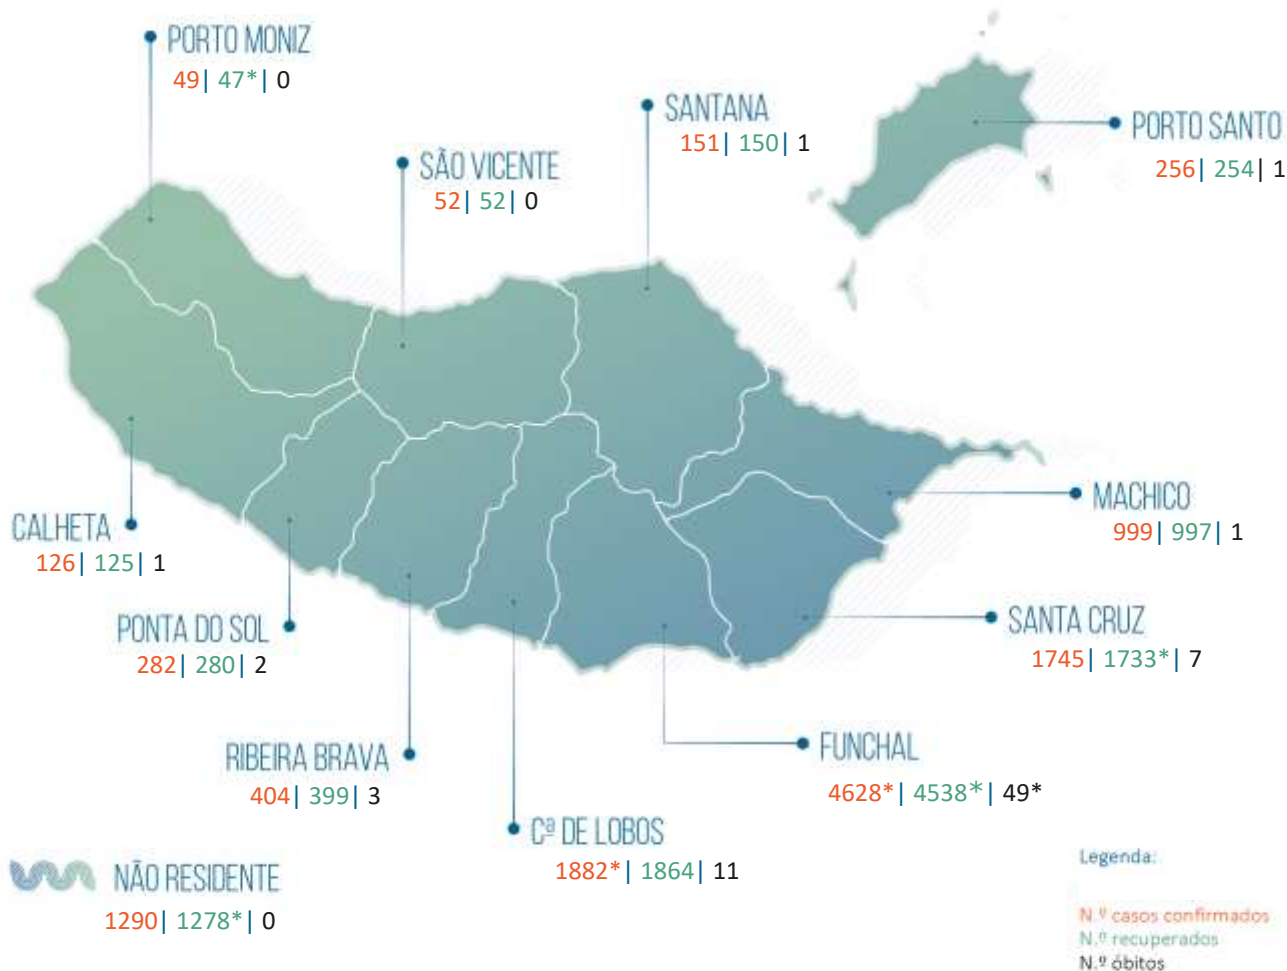 PORTO MONIZ
49| 47*| 0
SANTANA
151| 150| 1
PORTO SANTO
256| 254| 1
SÃO VICENTE
52| 52| 0
MACHICO
999| 997| 1
CALHETA
126| 125| 1
SANTA CRUZ
1745| 1733*| 7
PONTA DO SOL
282| 280| 2
FUNCHAL
4628*| 4538*| 49*
RIBEIRA BRAVA
404| 399| 3
Cª DE LOBOS
1882*| 1864| 11
NÃO RESIDENTE
1290| 1278*| 0
Legenda:
N.º casos confirmados
N.º recuperados
N.º óbitos